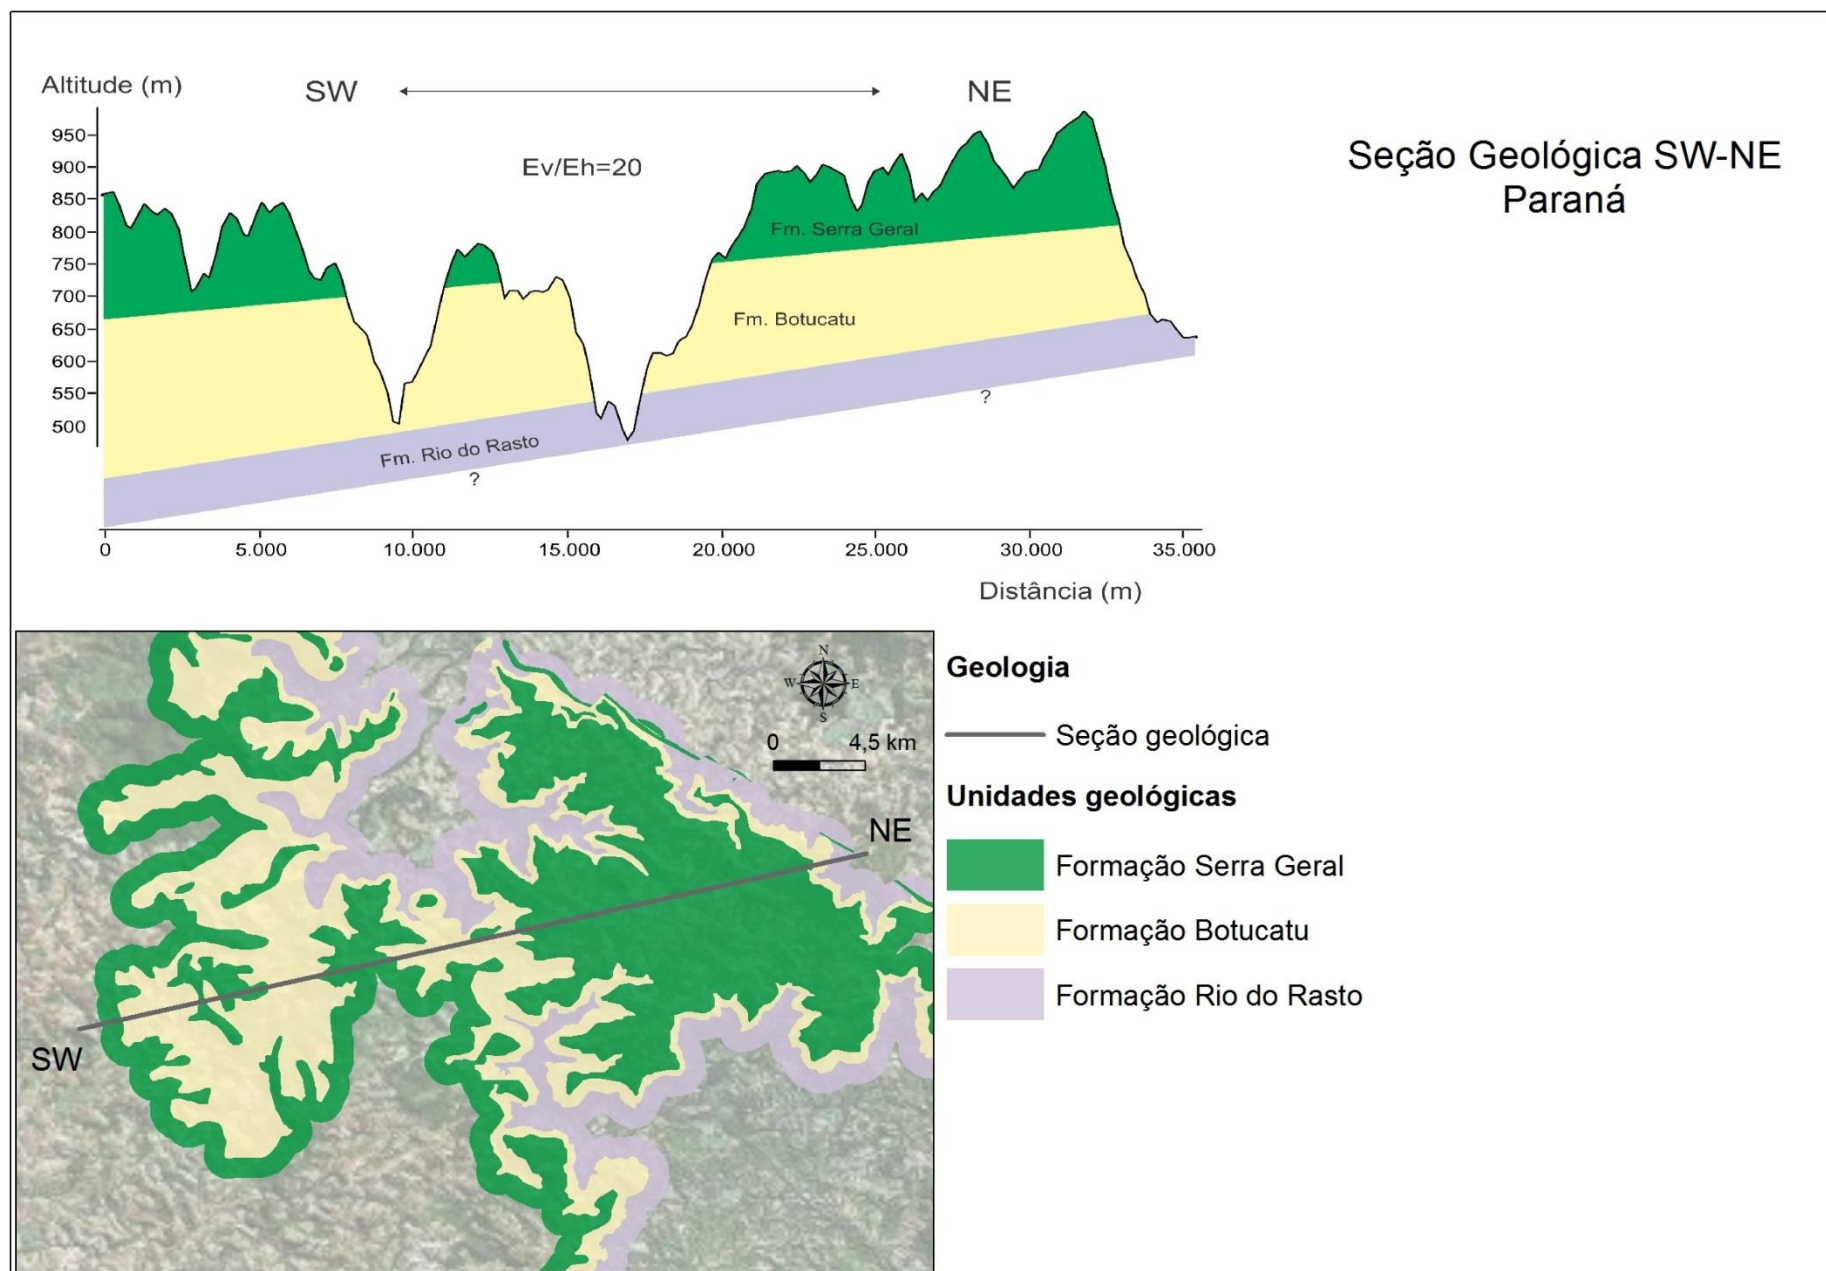 Altitude (m)
SW
NE
Ev/Eh=20
950
900
850
800
750
700
650
600
550
500
Fm. Serra Geral
Fm. Botucatu
Fm. Rio do Rasto
?
?
0
5.000
10.000
15.000
20.000
25.000
30.000
35.000
Distância (m)
Seção Geológica SW-NE
Paraná
N
W
E
S
0
4,5 km
NE
SW
Geologia
Seção geológica
Unidades geológicas
Formação Serra Geral
Formação Botucatu
Formação Rio do Rasto